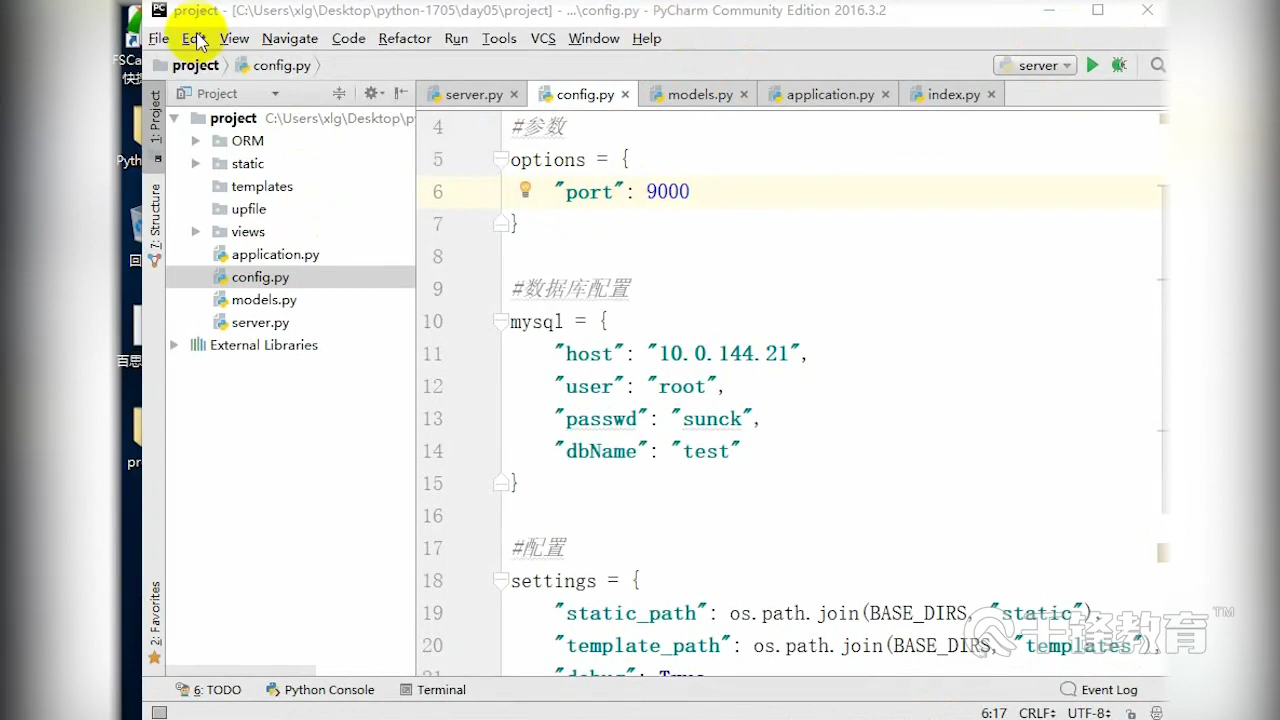 project - [C:\Users\xlg\Desktop\python-1705\day05\project] - ...\config.py - PyCharm Community Edition 2016.3.2
File Edit View Navigate Code Refactor Run Tools VCS Window Help
project config.py server
Project server.py config.py models.py application.py index.py
1: Project
7: Structure
2: Favorites
project C:\Users\xlg\Desktop\py
ORM
static
templates
upfile
views
application.py
config.py
models.py
server.py
External Libraries
4 #参数
5 options = {
6 "port": 9000
7 }
8
9 #数据库配置
10 mysql = {
11 "host": "10.0.144.21",
12 "user": "root",
13 "passwd": "sunck",
14 "dbName": "test"
15 }
16
17 #配置
18 settings = {
19 "static_path": os.path.join(BASE_DIRS, "static"),
20 "template_path": os.path.join(BASE_DIRS, "templates"),
千锋教育 TM
6: TODO Python Console Terminal Event Log
6:17 CRLF UTF-8